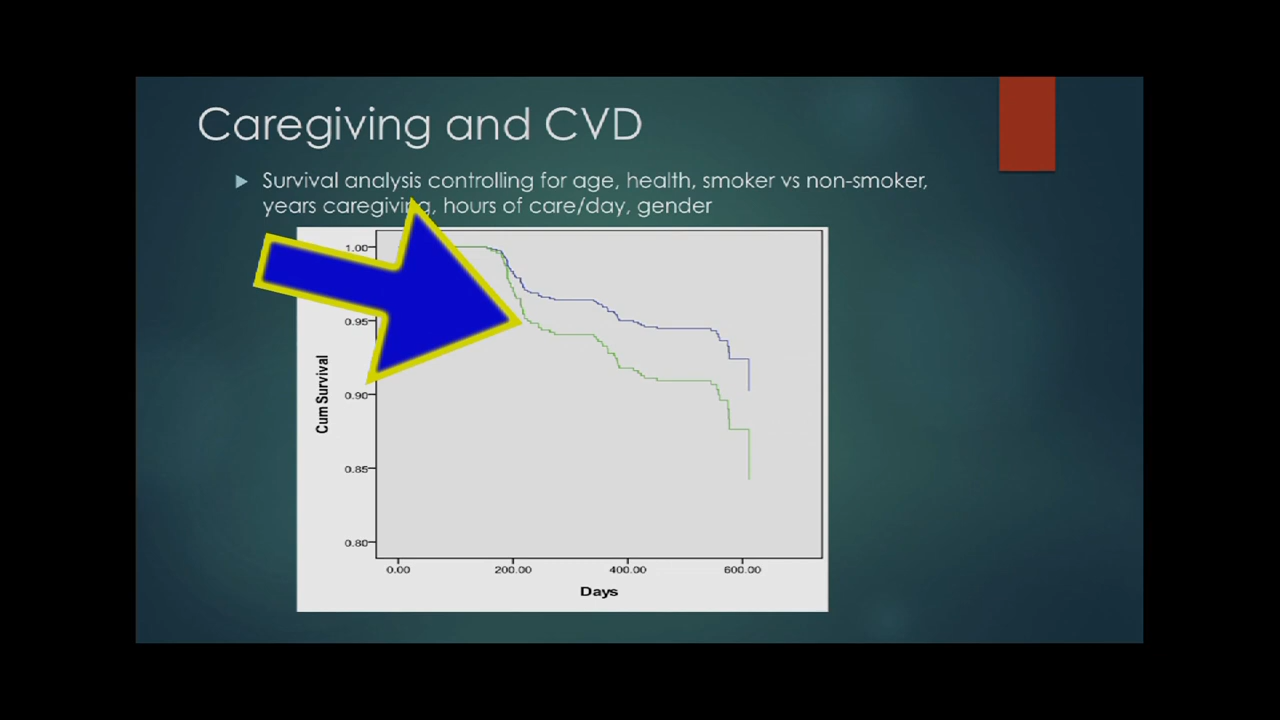 Caregiving and CVD
Survival analysis controlling for age, health, smoker vs non-smoker,
years caregiving, hours of care/day, gender
1.00
0.95
0.90
0.85
0.80
Cum Survival
0.00 200.00 400.00 600.00
Days